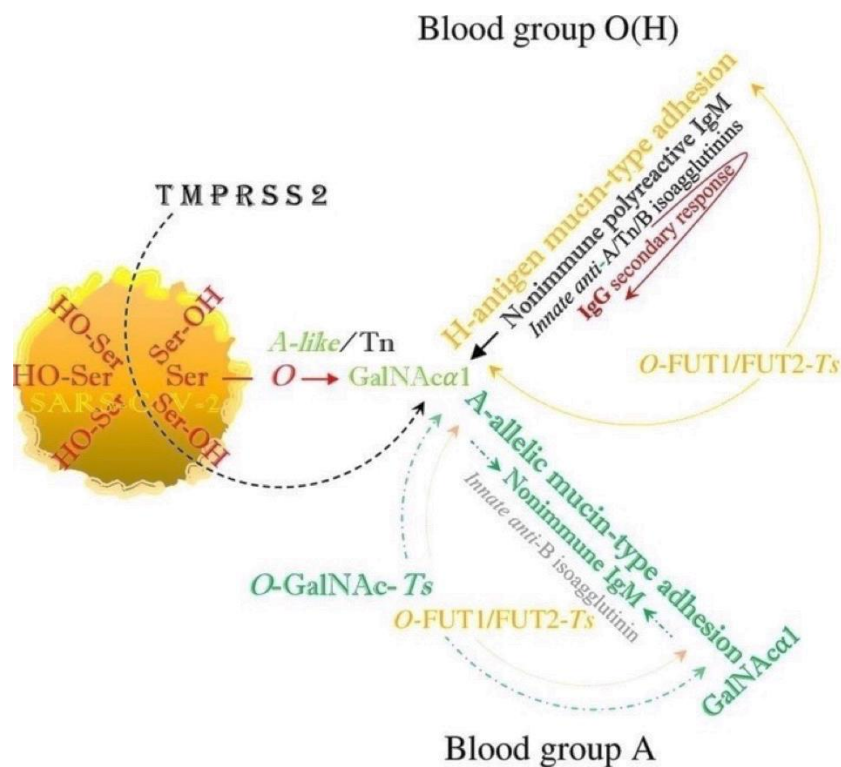 Blood group O(H)
H-antigen mucin-type adhesion
Nonimmune polyreactive IgM
Innate anti-A/Tn/B isoagglutinins
IgG secondary response
TMPRSS2
HO-Ser
Ser-OH
HO-Ser
Ser
O
GalNAcα1
A-like/Tn
SARS-CoV-2
HO-Ser
Ser-OH
O-FUT1/FUT2-Ts
A-allelic mucin-type adhesion
Nonimmune IgM
Innate anti-B isoagglutinin
O-GalNAc-Ts
O-FUT1/FUT2-Ts
GalNAcα1
Blood group A